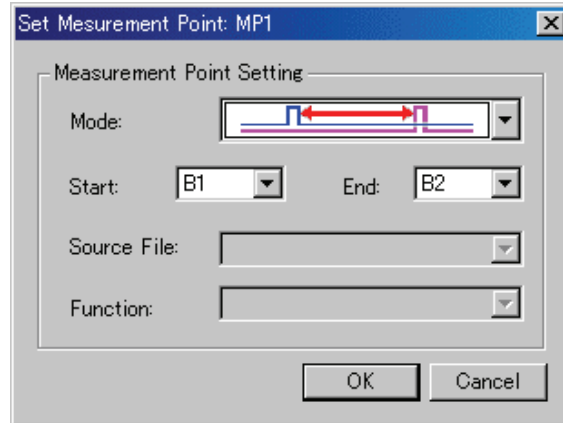 Set Mesurement Point: MP1
Measurement Point Setting
Mode:
Start: B1 End: B2
Source File:
Function:
OK Cancel